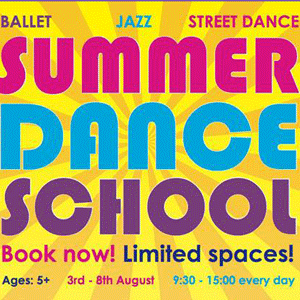 BALLET JAZZ STREET DANCE
SUMMER
DANCE
SCHOOL
Book now! Limited spaces!
Ages: 5+ 3rd - 8th August 9:30 - 15:00 every day